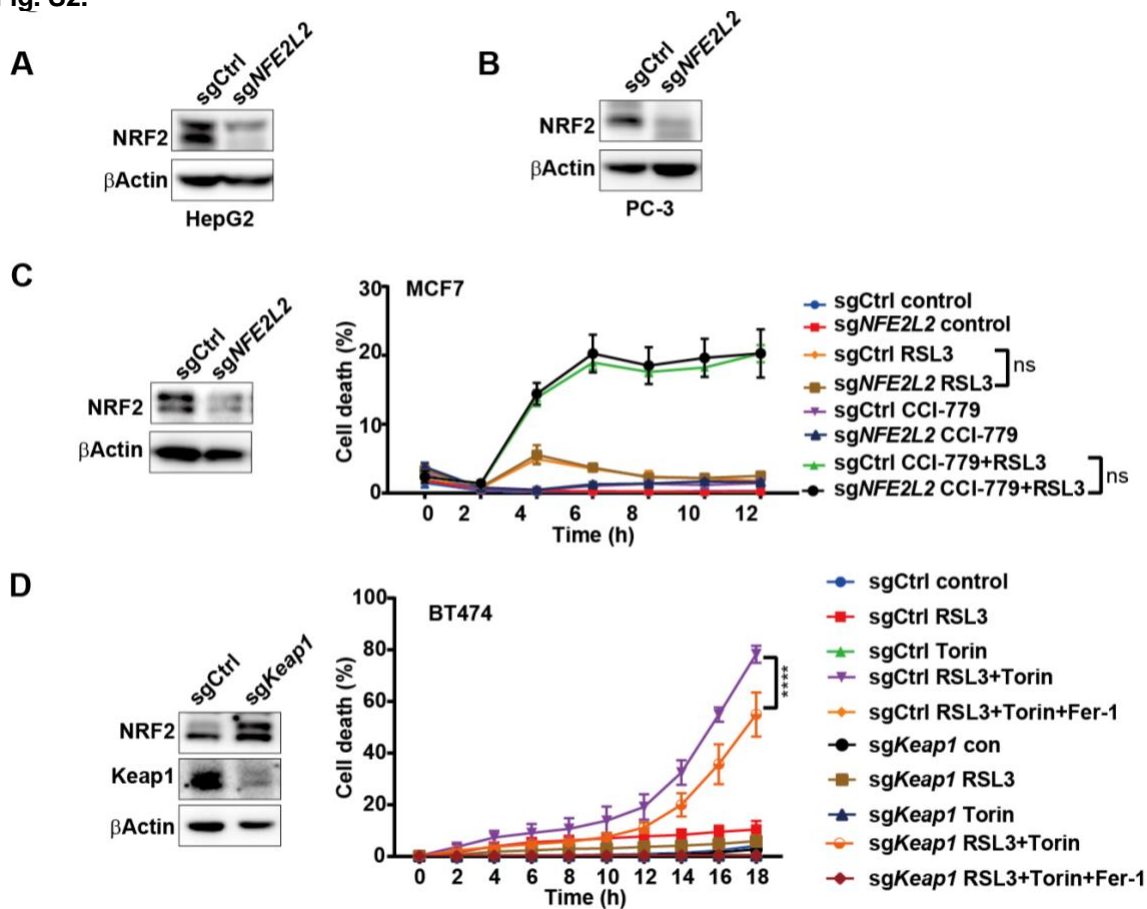 Fig. S2.
A
sgCtrl
sgNFE2L2
NRF2
βActin
HepG2
B
sgCtrl
sgNFE2L2
NRF2
βActin
PC-3
C
sgCtrl
sgNFE2L2
NRF2
βActin
MCF7
Cell death (%)
30
20
10
0
0 2 4 6 8 10 12
Time (h)
sgCtrl control
sgNFE2L2 control
sgCtrl RSL3
sgNFE2L2 RSL3
ns
sgCtrl CCI-779
sgNFE2L2 CCI-779
sgCtrl CCI-779+RSL3
sgNFE2L2 CCI-779+RSL3
ns
D
sgCtrl
sgKeap1
NRF2
Keap1
βActin
BT474
Cell death (%)
100
80
60
40
20
0
0 2 4 6 8 10 12 14 16 18
Time (h)
****
sgCtrl control
sgCtrl RSL3
sgCtrl Torin
sgCtrl RSL3+Torin
sgCtrl RSL3+Torin+Fer-1
sgKeap1 con
sgKeap1 RSL3
sgKeap1 Torin
sgKeap1 RSL3+Torin
sgKeap1 RSL3+Torin+Fer-1